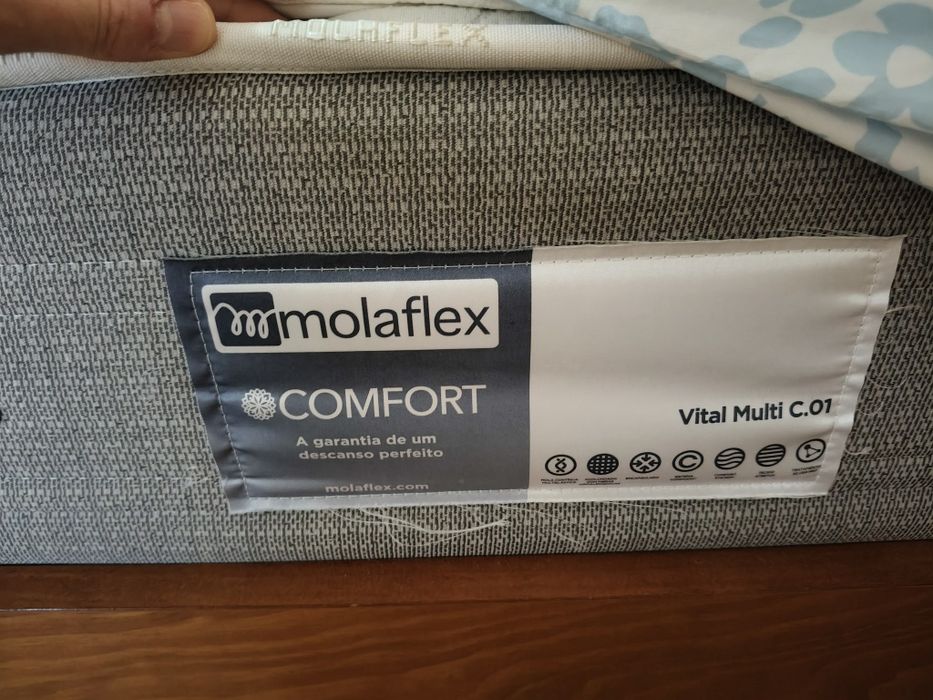 MOLAFLEX
molaflex
COMFORT
A garantia de um
descanso perfeito
molaflex.com
Vital Multi C.01